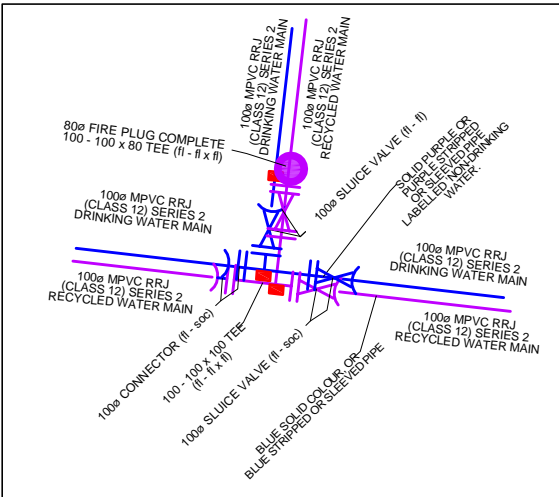 100ø MPVC RRJ
(CLASS 12) SERIES 2
DRINKING WATER MAIN
100ø MPVC RRJ
(CLASS 12) SERIES 2
RECYCLED WATER MAIN
80ø FIRE PLUG COMPLETE
100 - 100 x 80 TEE (fl - fl x fl)
100ø SLUICE VALVE (fl - fl)
SOLID PURPLE OR
PURPLE STRIPPED
OR SLEEVED PIPE
LABELLED 'NON-DRINKING
WATER'.
100ø MPVC RRJ
(CLASS 12) SERIES 2
DRINKING WATER MAIN
100ø MPVC RRJ
(CLASS 12) SERIES 2
DRINKING WATER MAIN
100ø MPVC RRJ
(CLASS 12) SERIES 2
RECYCLED WATER MAIN
100ø MPVC RRJ
(CLASS 12) SERIES 2
RECYCLED WATER MAIN
100ø CONNECTOR (fl - soc)
100 - 100 x 100 TEE
(fl - fl x fl)
100ø SLUICE VALVE (fl - soc)
BLUE SOLID COLOUR, OR
BLUE STRIPPED OR SLEEVED PIPE